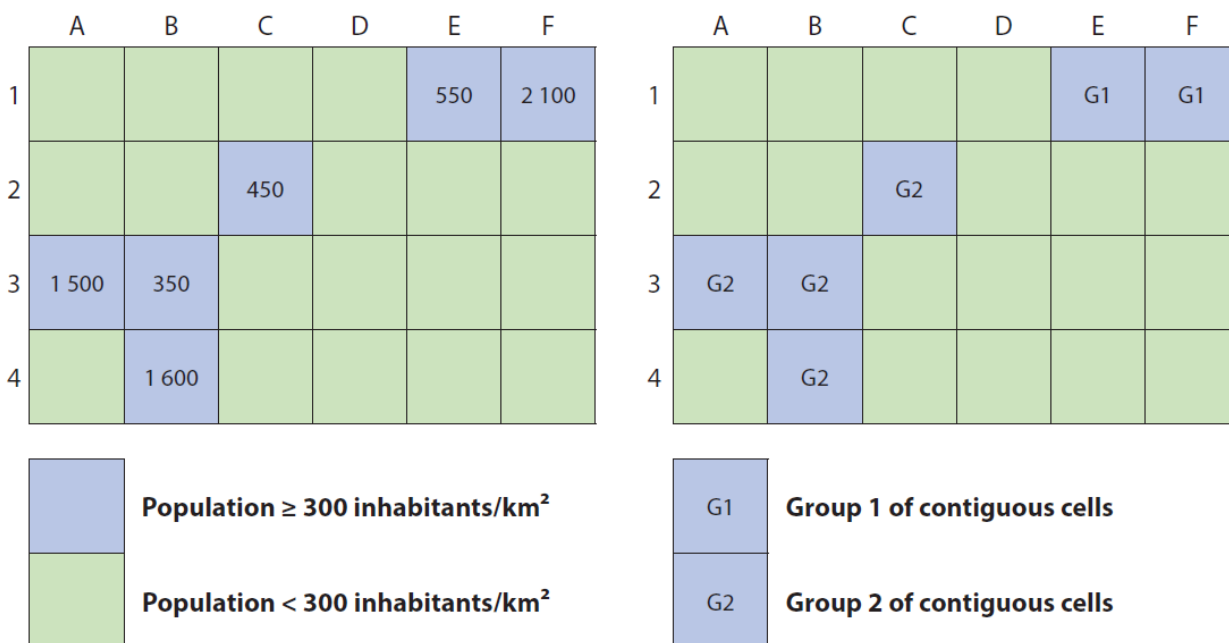 A B C D E F
1 550 2 100
2 450
3 1 500 350
4 1 600
Population ≥ 300 inhabitants/km²
Population < 300 inhabitants/km²
A B C D E F
1 G1 G1
2 G2
3 G2 G2
4 G2
G1 Group 1 of contiguous cells
G2 Group 2 of contiguous cells